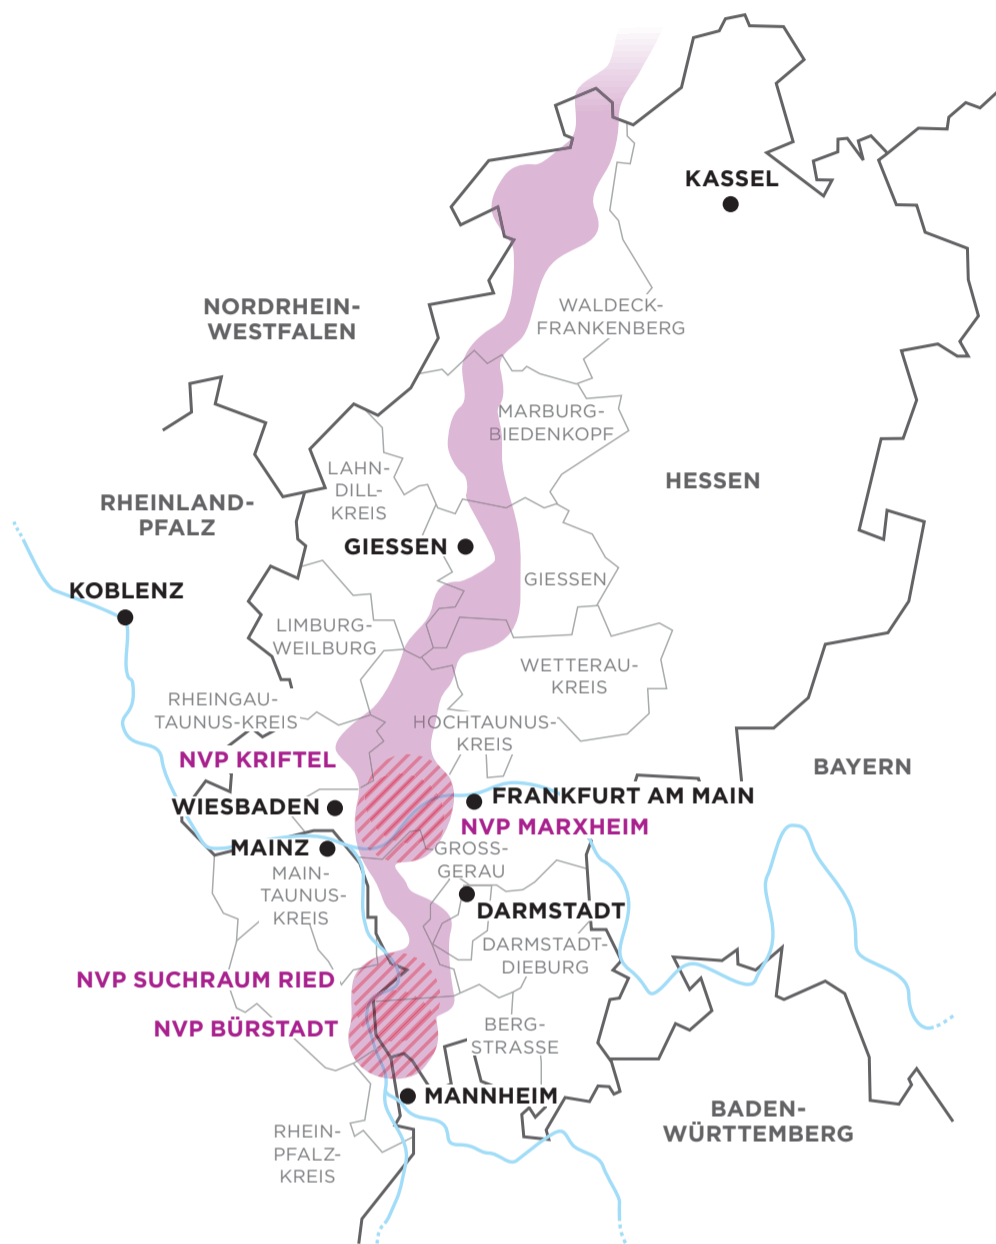 KASSEL
NORDRHEIN-
WESTFALEN
WALDECK-
FRANKENBERG
MARBURG-
BIEDENKOPF
LAHN-
DILL-
KREIS
HESSEN
RHEINLAND-
PFALZ
GIESSEN
GIESSEN
KOBLENZ
LIMBURG-
WEILBURG
WETTERAU-
KREIS
RHEINGAU-
TAUNUS-KREIS
HOCHTAUNUS-
KREIS
NVP KRIFTEL
BAYERN
WIESBADEN
FRANKFURT AM MAIN
NVP MARXHEIM
MAINZ
GROSS-
GERAU
MAIN-
TAUNUS-
KREIS
DARMSTADT
DARMSTADT-
DIEBURG
NVP SUCHRAUM RIED
NVP BÜRSTADT
BERG-
STRASSE
MANNHEIM
BADEN-
WÜRTTEMBERG
RHEIN-
PFALZ-
KREIS